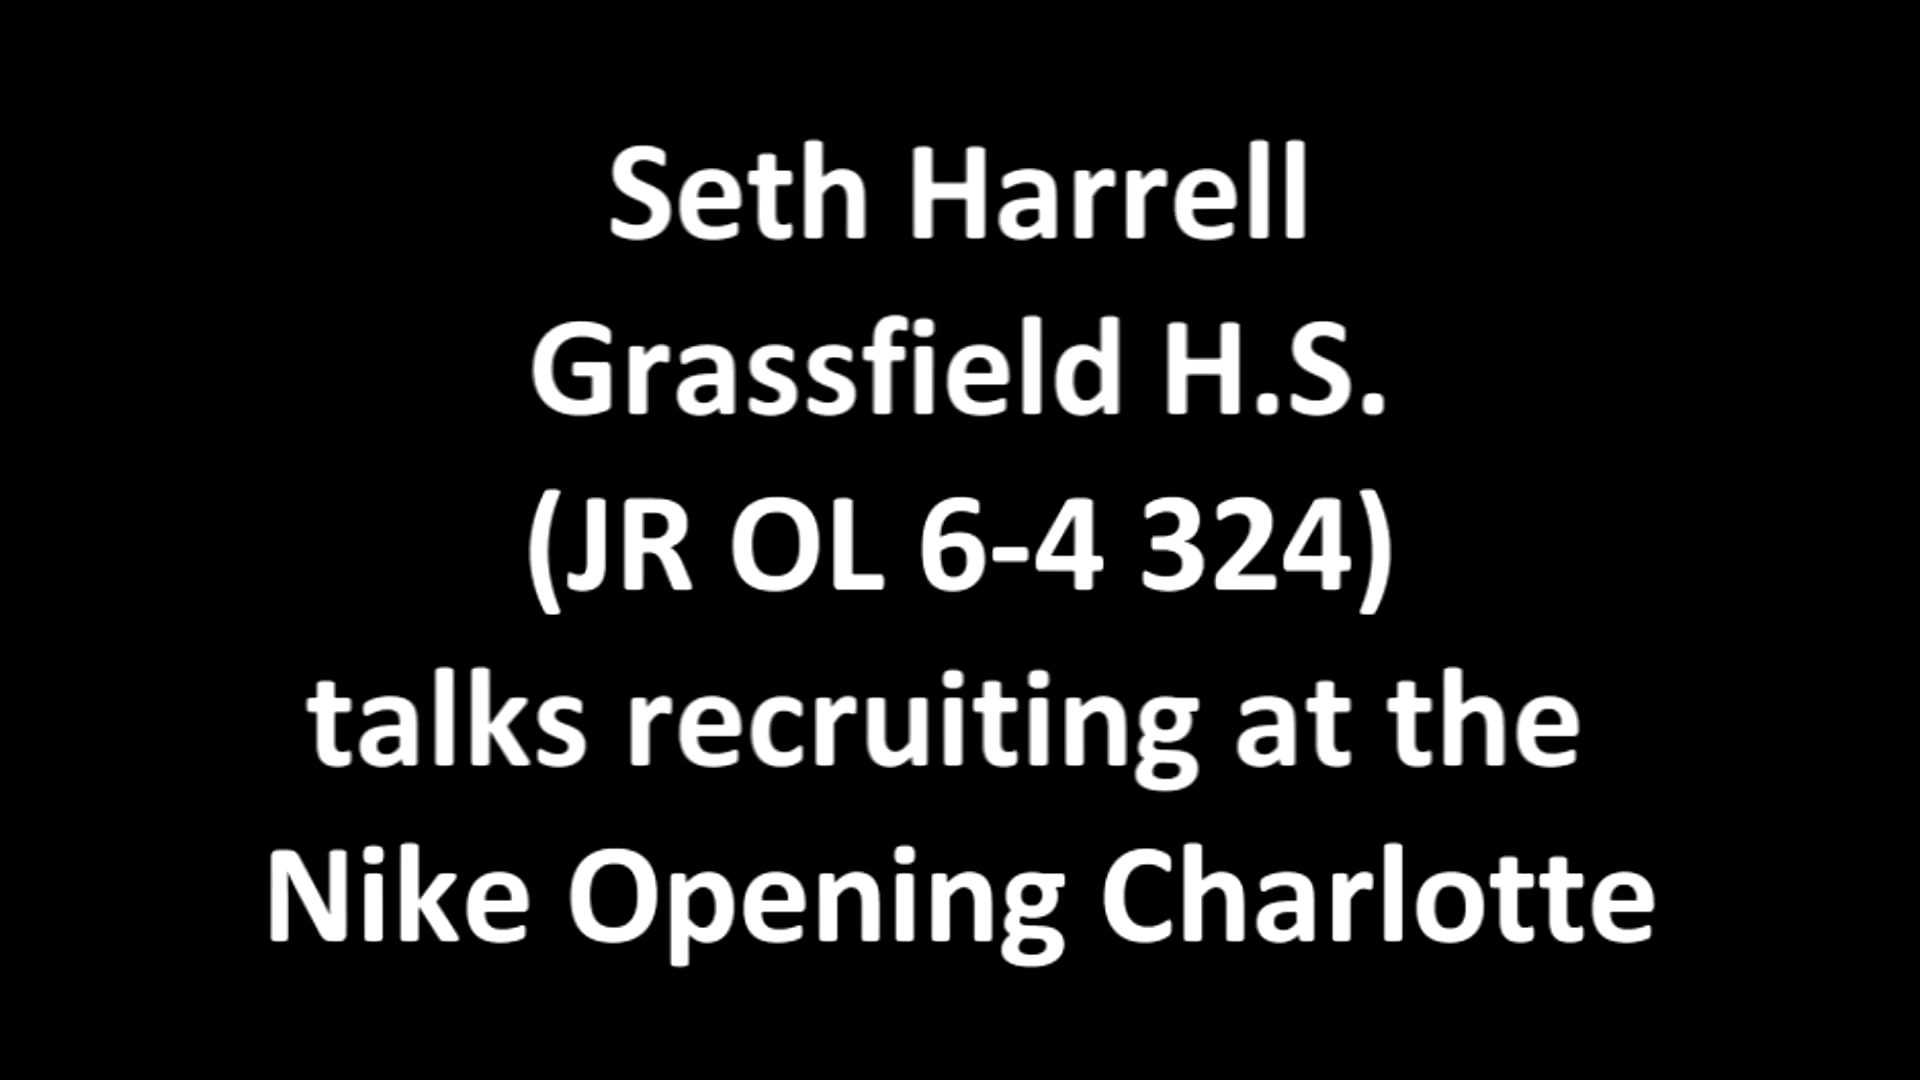 Seth Harrell
Grassfield H.S.
(JR OL 6-4 324)
talks recruiting at the
Nike Opening Charlotte